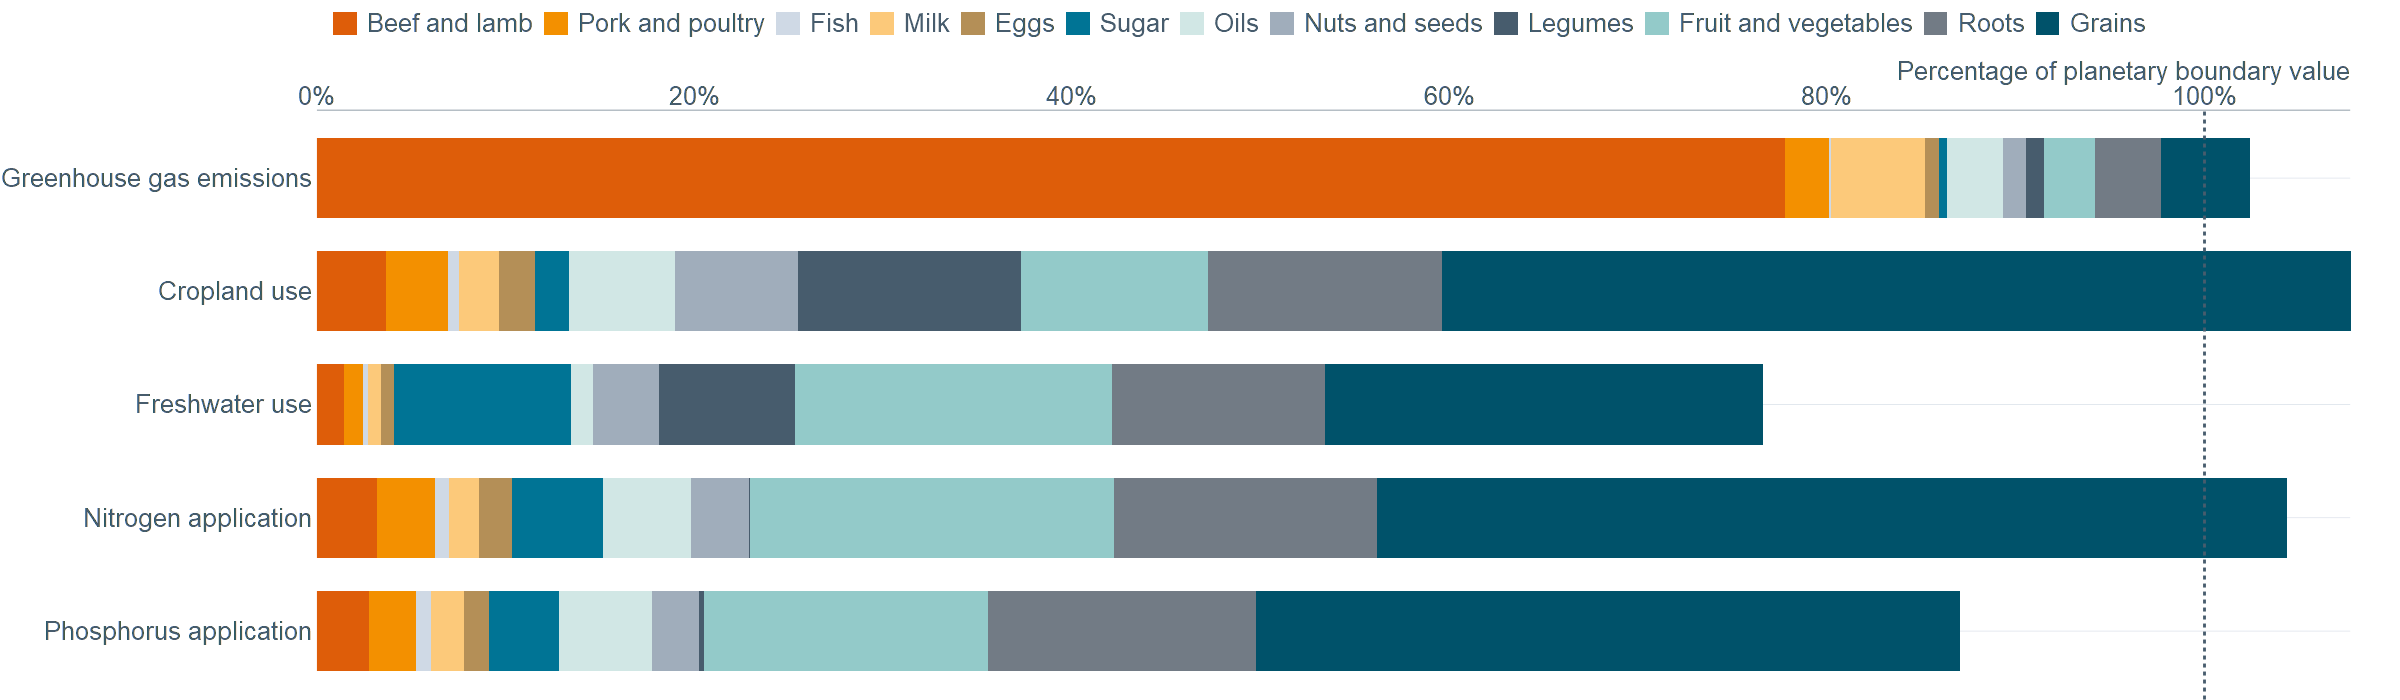 Beef and lamb Pork and poultry Fish Milk Eggs Sugar Oils Nuts and seeds Legumes Fruit and vegetables Roots Grains
Percentage of planetary boundary value
0% 20% 40% 60% 80% 100%
Greenhouse gas emissions
Cropland use
Freshwater use
Nitrogen application
Phosphorus application